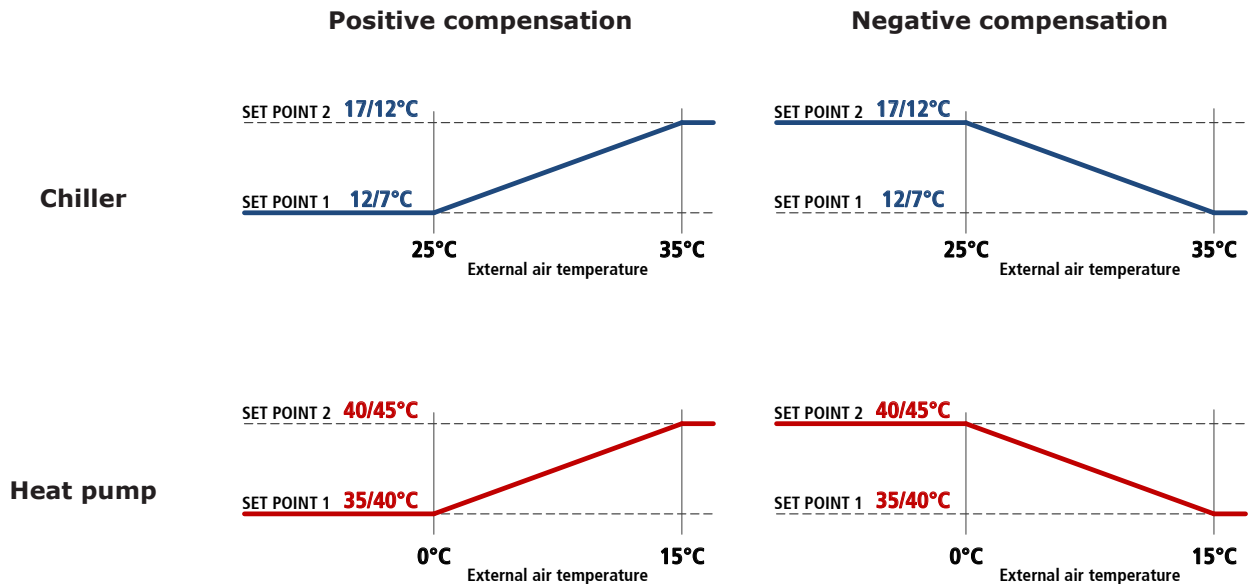 Positive compensation
Negative compensation
Chiller
SET POINT 2 17/12°C
SET POINT 1 12/7°C
25°C
35°C
External air temperature
SET POINT 2 17/12°C
SET POINT 1 12/7°C
25°C
35°C
External air temperature
Heat pump
SET POINT 2 40/45°C
SET POINT 1 35/40°C
0°C
15°C
External air temperature
SET POINT 2 40/45°C
SET POINT 1 35/40°C
0°C
15°C
External air temperature